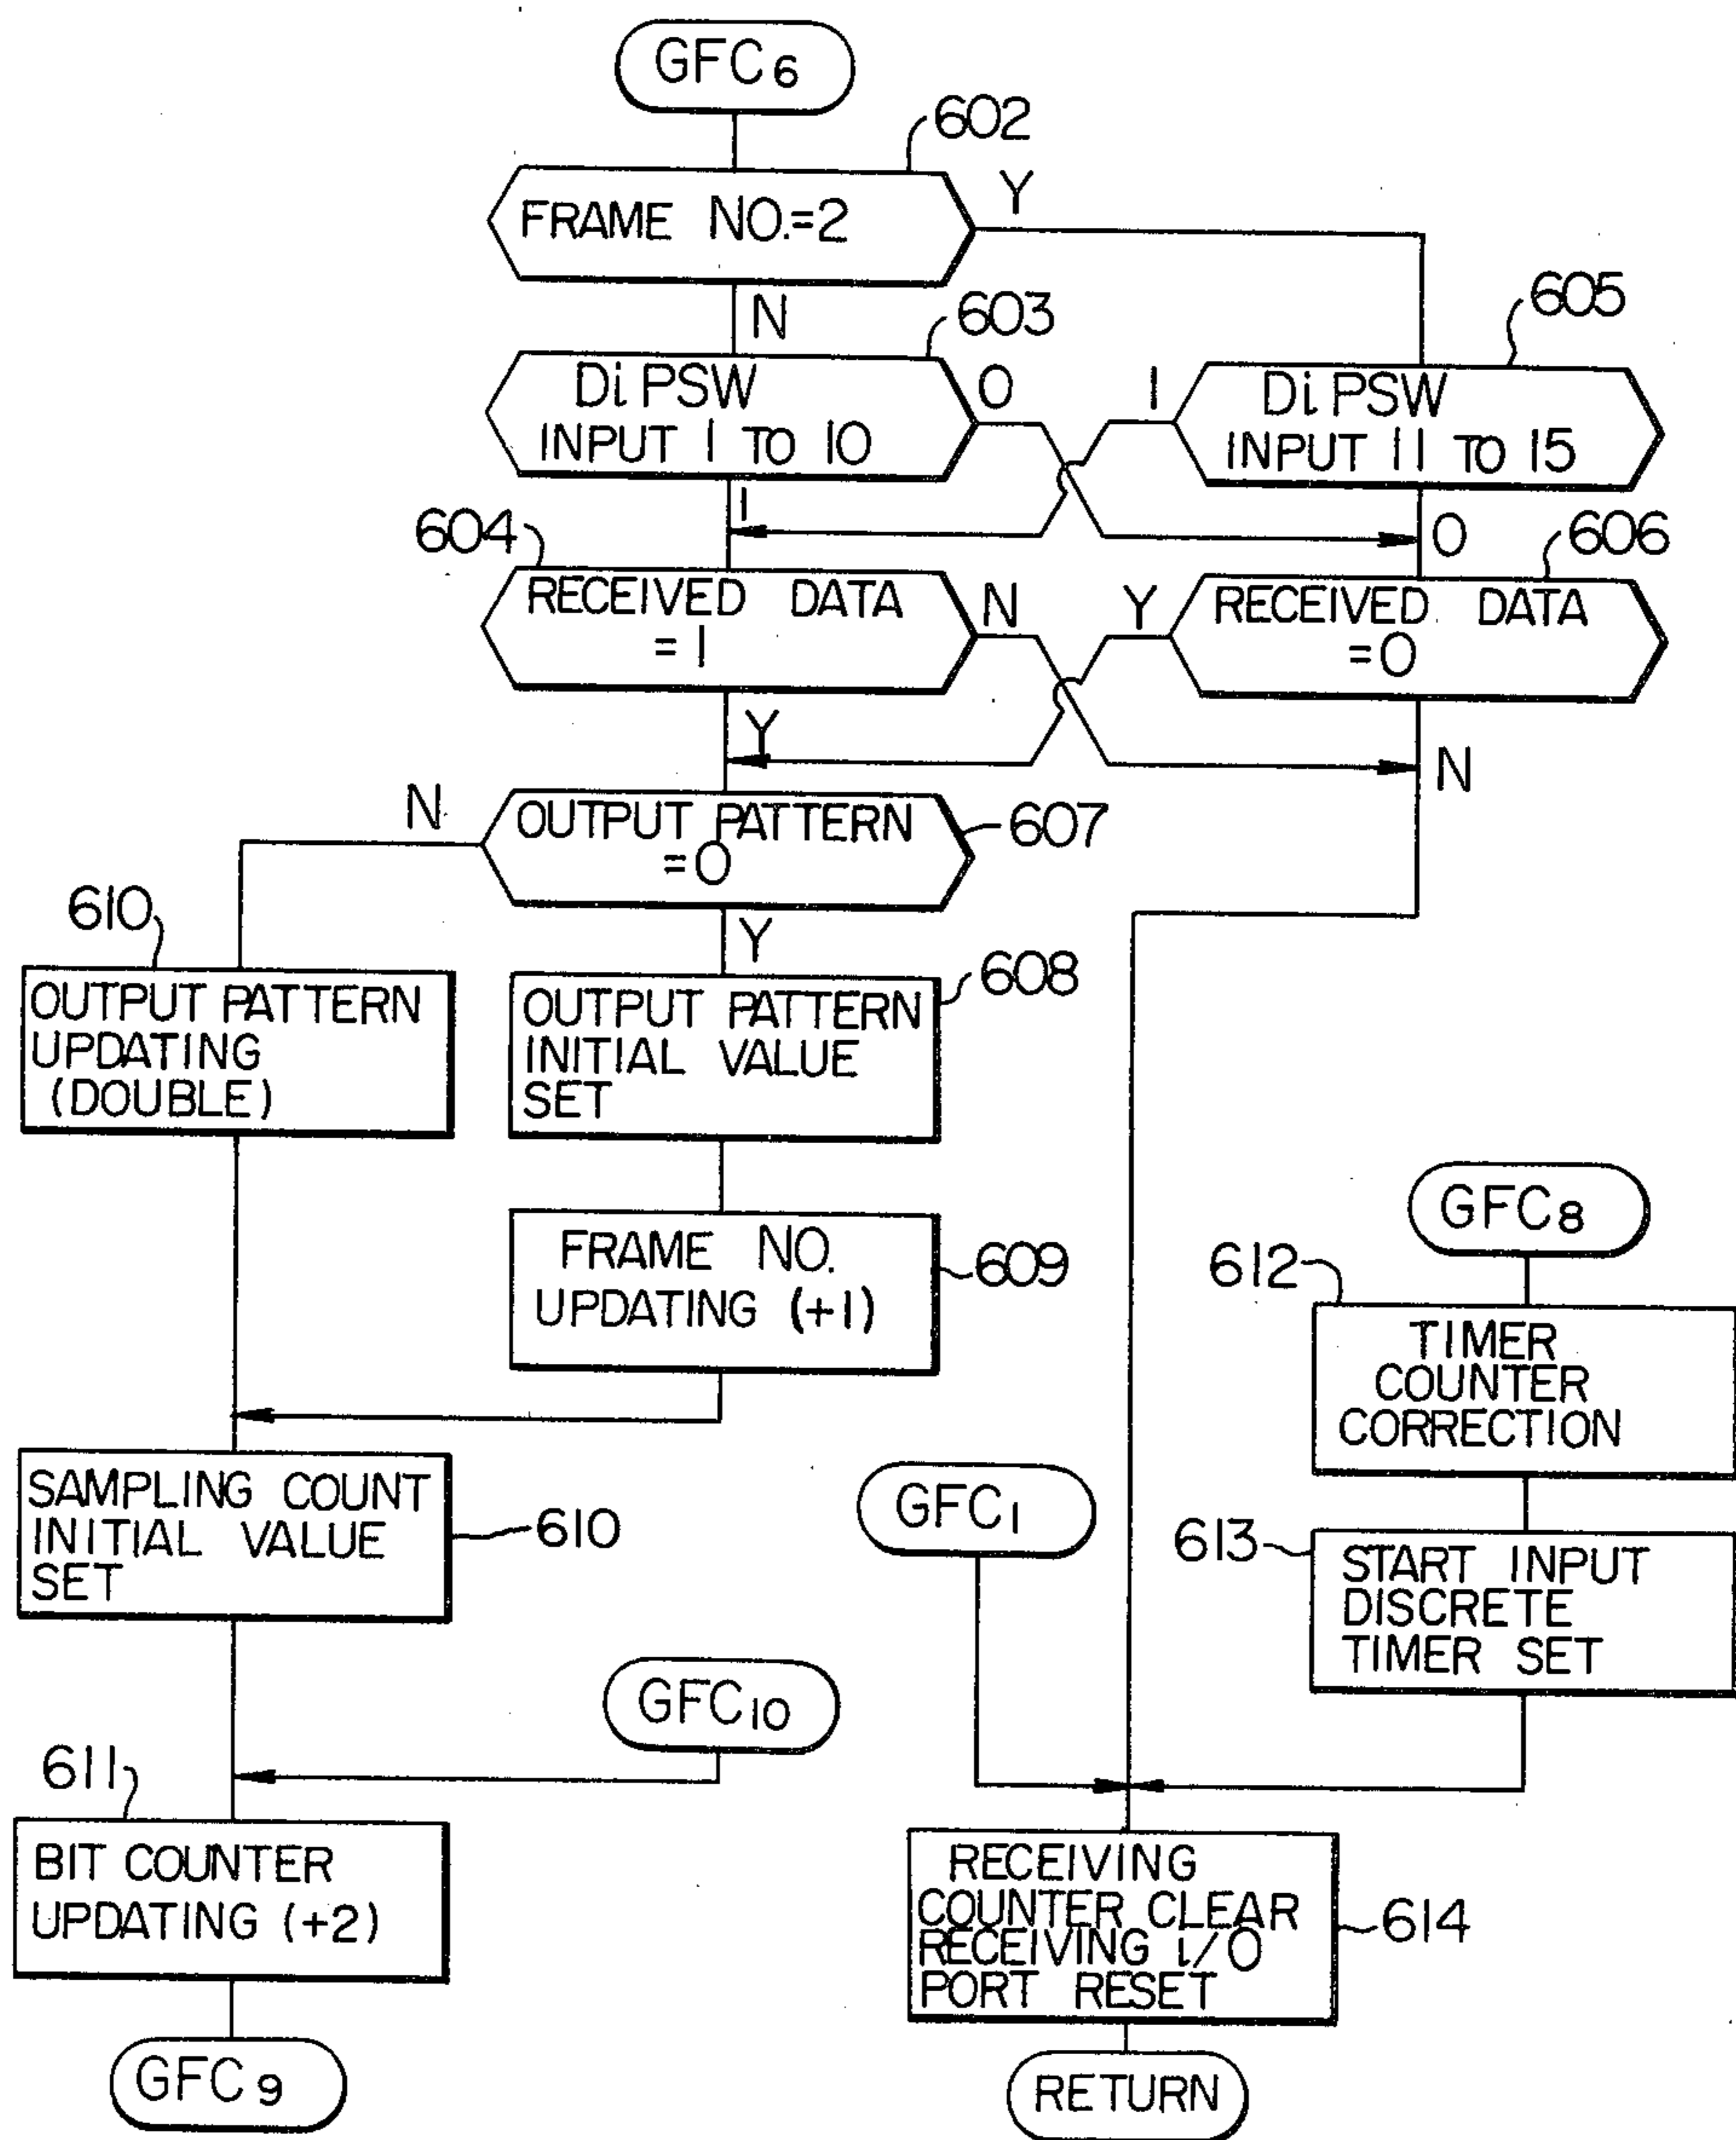 GFC6
602
FRAME NO.=2
Y
N
603
605
DiPSW
INPUT 1 TO 10
0
1
DiPSW
INPUT 11 TO 15
1
0
604
606
RECEIVED DATA
=1
N
Y
RECEIVED DATA
=0
Y
N
N
OUTPUT PATTERN
=0
607
610
Y
OUTPUT PATTERN
UPDATING
(DOUBLE)
608
OUTPUT PATTERN
INITIAL VALUE
SET
FRAME NO.
UPDATING (+1)
609
GFC8
612
TIMER
COUNTER
CORRECTION
SAMPLING COUNT
INITIAL VALUE
SET
610
GFC1
613
START INPUT
DISCRETE
TIMER SET
GFC10
611
BIT COUNTER
UPDATING (+2)
RECEIVING
COUNTER CLEAR
RECEIVING i/O
PORT RESET
614
GFC9
RETURN